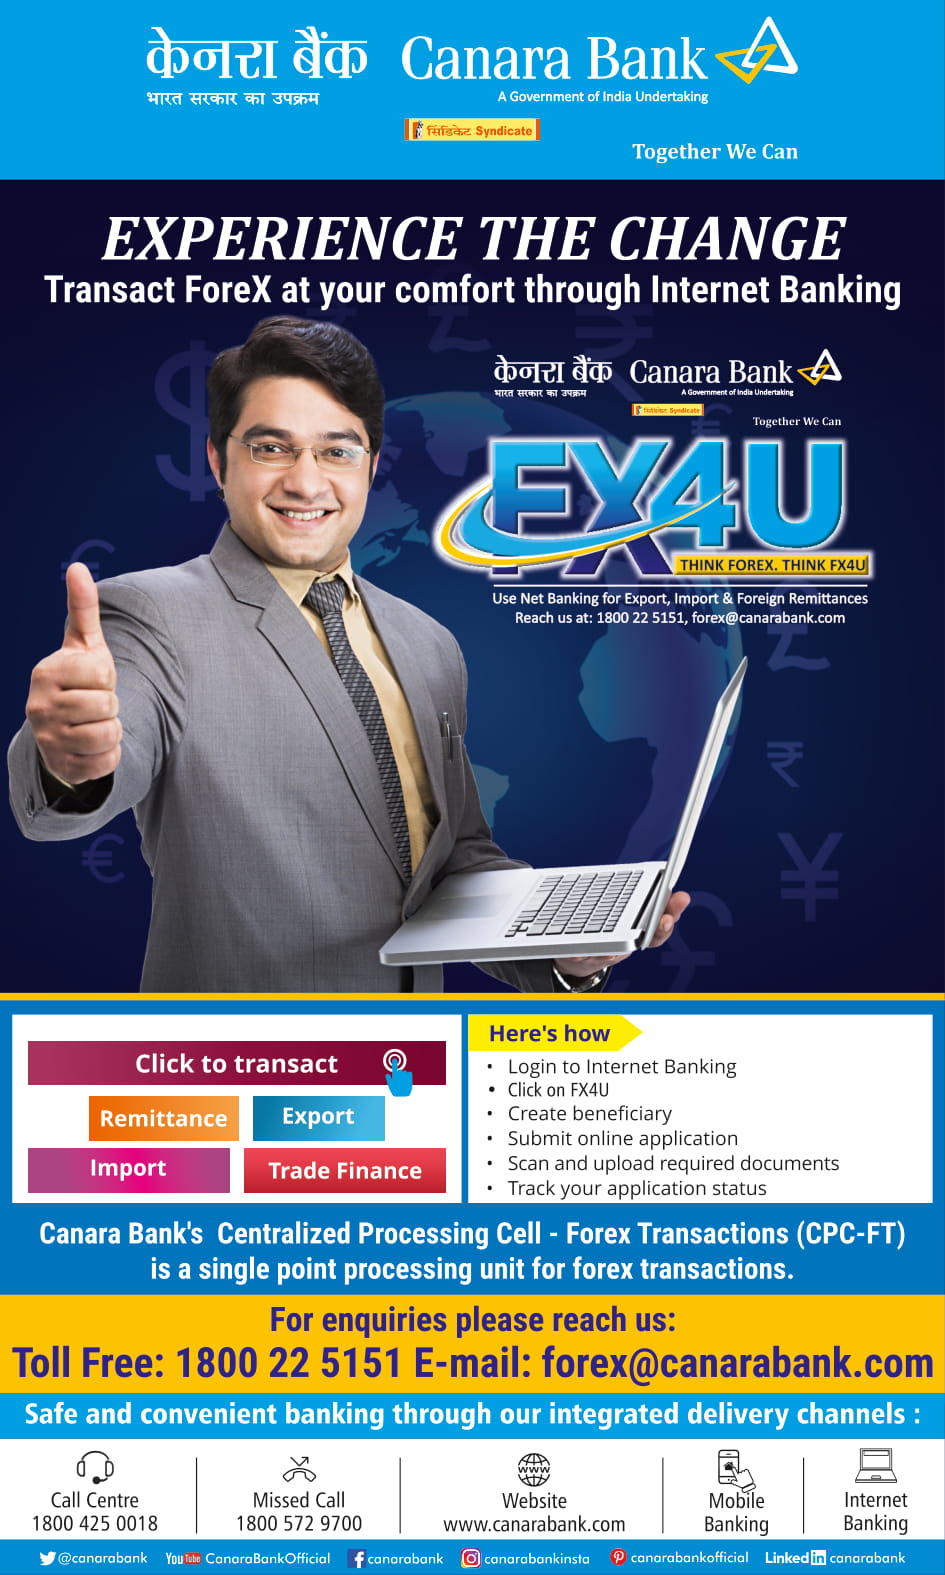 केनरा बैंक Canara Bank
भारत सरकार का उपक्रम A Government of India Undertaking
सिंडिकेट Syndicate
Together We Can
EXPERIENCE THE CHANGE
Transact ForeX at your comfort through Internet Banking
केनरा बैंक Canara Bank
भारत सरकार का उपक्रम A Government of India Undertaking
सिंडिकेट Syndicate
Together We Can
FX4U
THINK FOREX. THINK FX4U
Use Net Banking for Export, Import & Foreign Remittances
Reach us at: 1800 22 5151, forex@canarabank.com
Click to transact
Remittance Export
Import Trade Finance
Here's how
• Login to Internet Banking
• Click on FX4U
• Create beneficiary
• Submit online application
• Scan and upload required documents
• Track your application status
Canara Bank's Centralized Processing Cell - Forex Transactions (CPC-FT)
is a single point processing unit for forex transactions.
For enquiries please reach us:
Toll Free: 1800 22 5151 E-mail: forex@canarabank.com
Safe and convenient banking through our integrated delivery channels :
Call Centre
1800 425 0018
Missed Call
1800 572 9700
www
Website
www.canarabank.com
Mobile
Banking
Internet
Banking
@canarabank YouTube CanaraBankOfficial canarabank canarabankinsta canarabankofficial Linked in canarabank